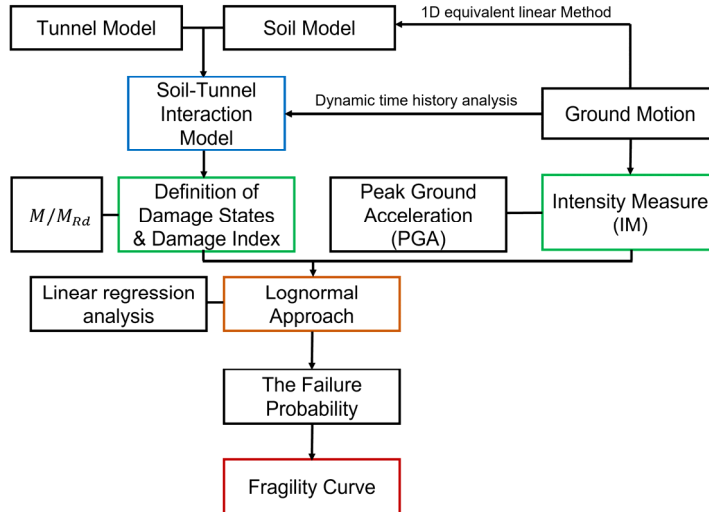 Tunnel Model
Soil Model
1D equivalent linear Method
Soil-Tunnel
Interaction
Model
Dynamic time history analysis
Ground Motion
M/M_{Rd}
Definition of
Damage States
& Damage Index
Peak Ground
Acceleration
(PGA)
Intensity Measure
(IM)
Linear regression
analysis
Lognormal
Approach
The Failure
Probability
Fragility Curve